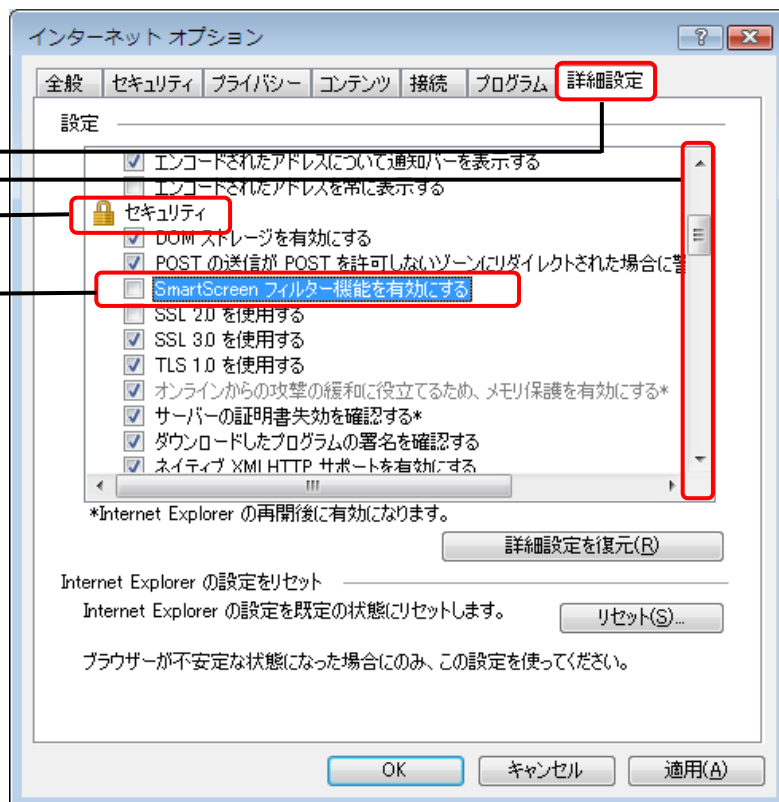 インターネット オプション
全般 セキュリティ プライバシー コンテンツ 接続 プログラム 詳細設定
設定
エンコードされたアドレスについて通知バーを表示する
エンコードされたアドレスを常に表示する
セキュリティ
DOM ストレージを有効にする
POST の送信が POST を許可しないゾーンにリダイレクトされた場合に警
SmartScreen フィルター機能を有効にする
SSL 2.0 を使用する
SSL 3.0 を使用する
TLS 1.0 を使用する
オンラインからの攻撃の緩和に役立てるため、メモリ保護を有効にする*
サーバーの証明書失効を確認する*
ダウンロードしたプログラムの署名を確認する
ネイティブ XMLHTTP サポートを有効にする
*Internet Explorer の再開後に有効になります。
詳細設定を復元(R)
Internet Explorer の設定をリセット
Internet Explorer の設定を既定の状態にリセットします。
リセット(S)...
ブラウザーが不安定な状態になった場合にのみ、この設定を使ってください。
OK キャンセル 適用(A)